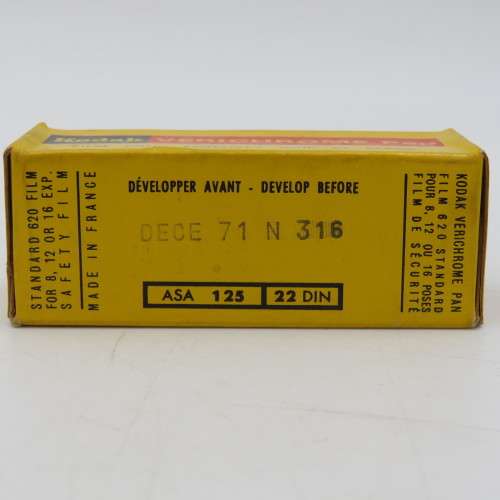 Kodak VERICHROME Pan
STANDARD 620 FILM
FOR 8, 12 OR 16 EXP.
SAFETY FILM
MADE IN FRANCE
DÉVELOPPER AVANT - DEVELOP BEFORE
DECE 71 N 316
ASA 125 22 DIN
KODAK VERICHROME PAN
FILM 620 STANDARD
POUR 8, 12 OU 16 POSES
FILM DE SÉCURITÉ